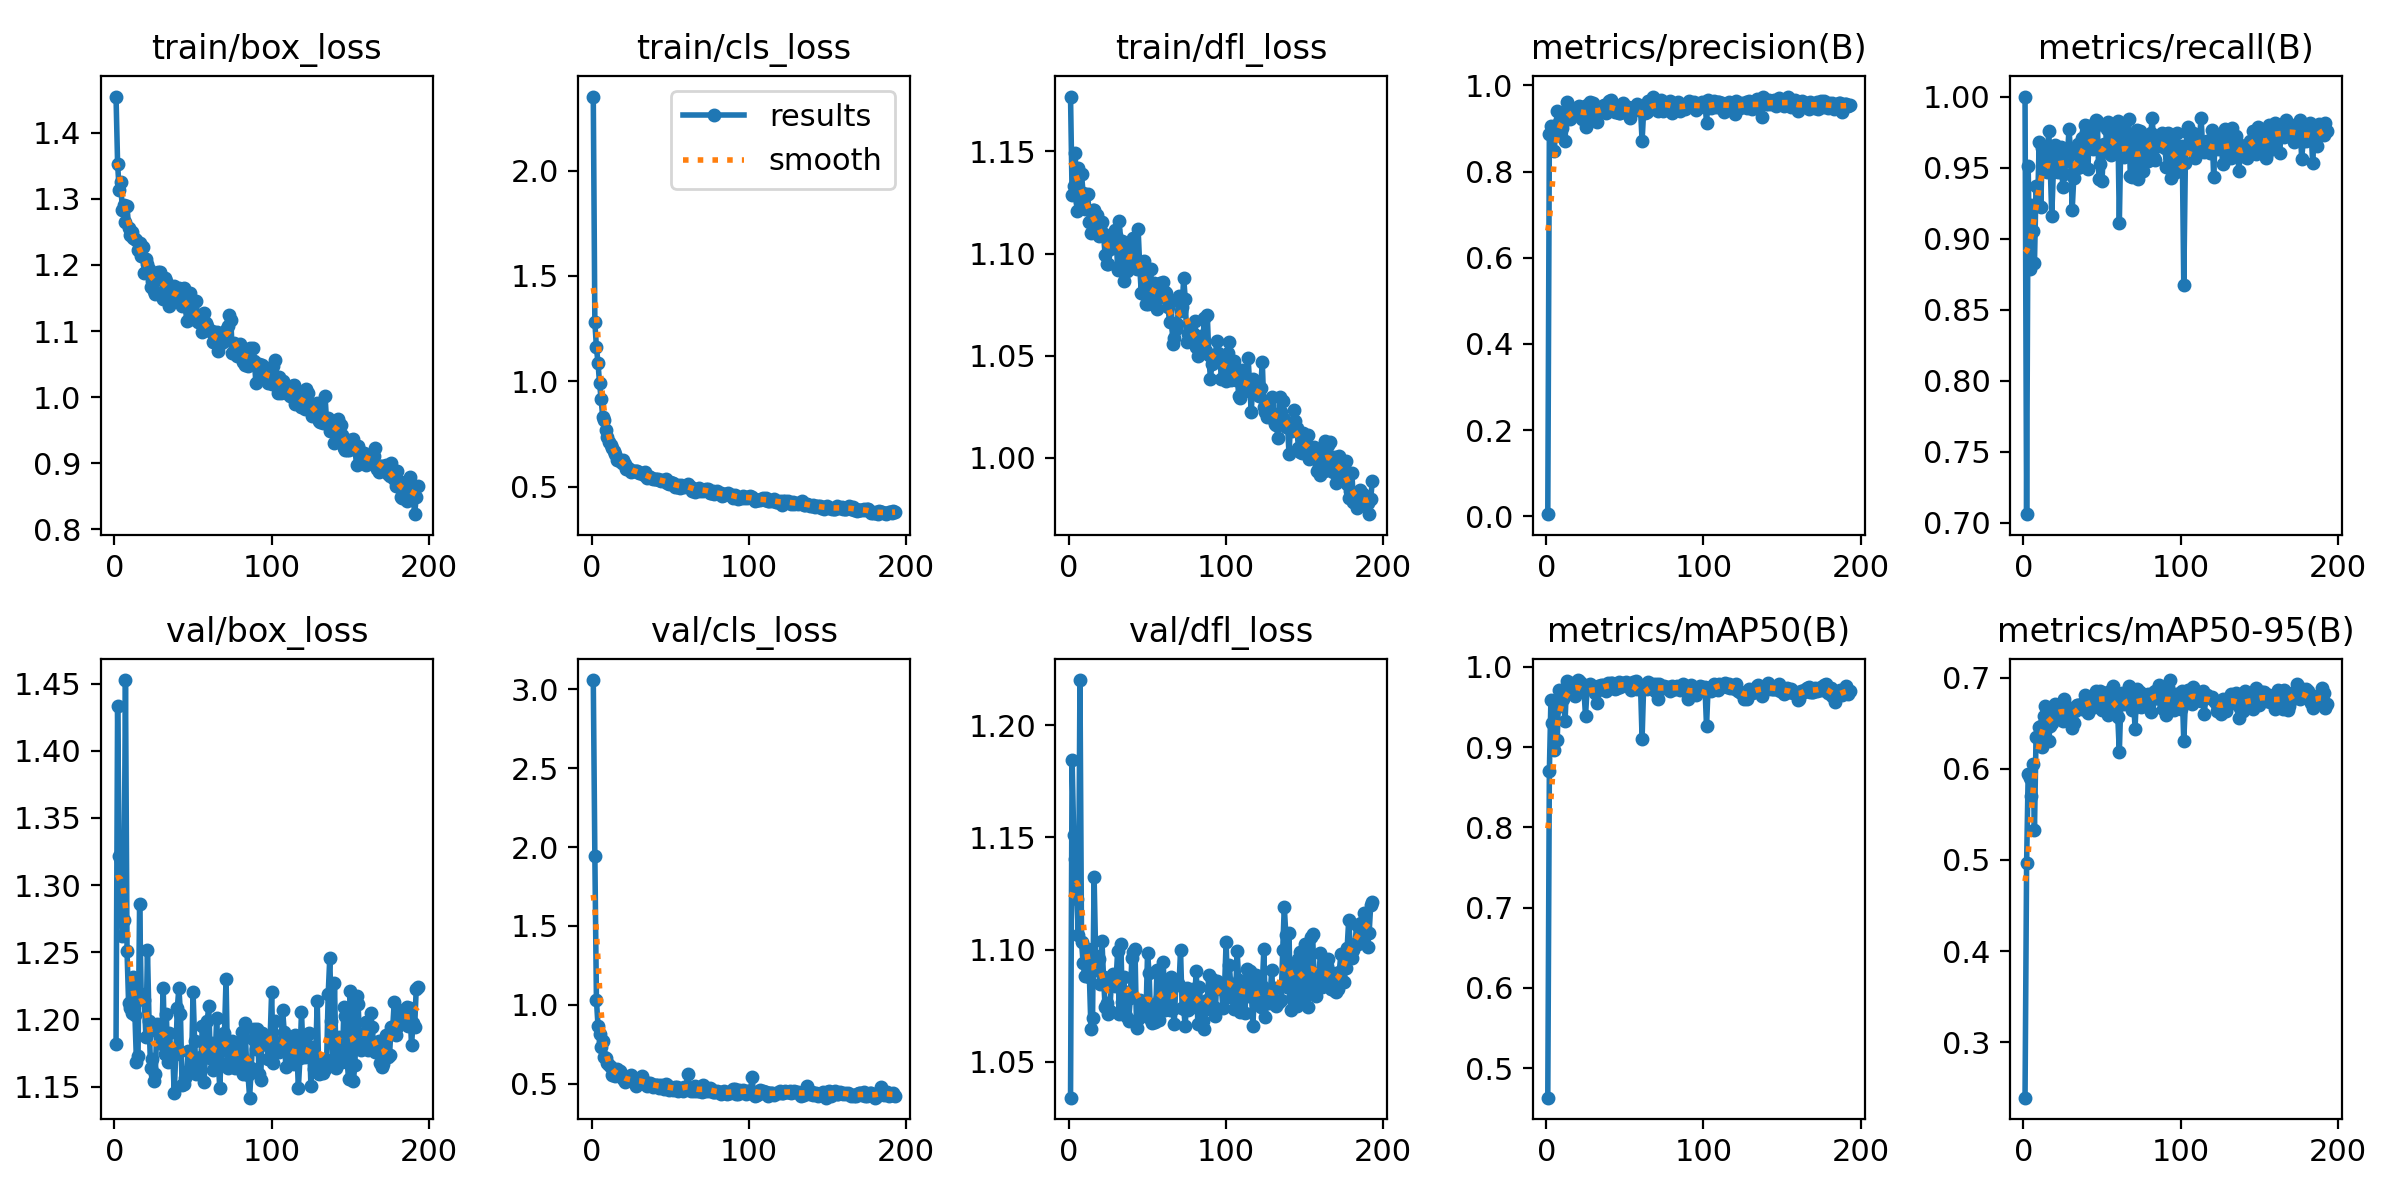 train/box_loss
1.4
1.3
1.2
1.1
1.0
0.9
0.8
0 100 200
train/cls_loss
results
smooth
2.0
1.5
1.0
0.5
0 100 200
train/dfl_loss
1.15
1.10
1.05
1.00
0 100 200
metrics/precision(B)
1.0
0.8
0.6
0.4
0.2
0.0
0 100 200
metrics/recall(B)
1.00
0.95
0.90
0.85
0.80
0.75
0.70
0 100 200
val/box_loss
1.45
1.40
1.35
1.30
1.25
1.20
1.15
0 100 200
val/cls_loss
3.0
2.5
2.0
1.5
1.0
0.5
0 100 200
val/dfl_loss
1.20
1.15
1.10
1.05
0 100 200
metrics/mAP50(B)
1.0
0.9
0.8
0.7
0.6
0.5
0 100 200
metrics/mAP50-95(B)
0.7
0.6
0.5
0.4
0.3
0 100 200